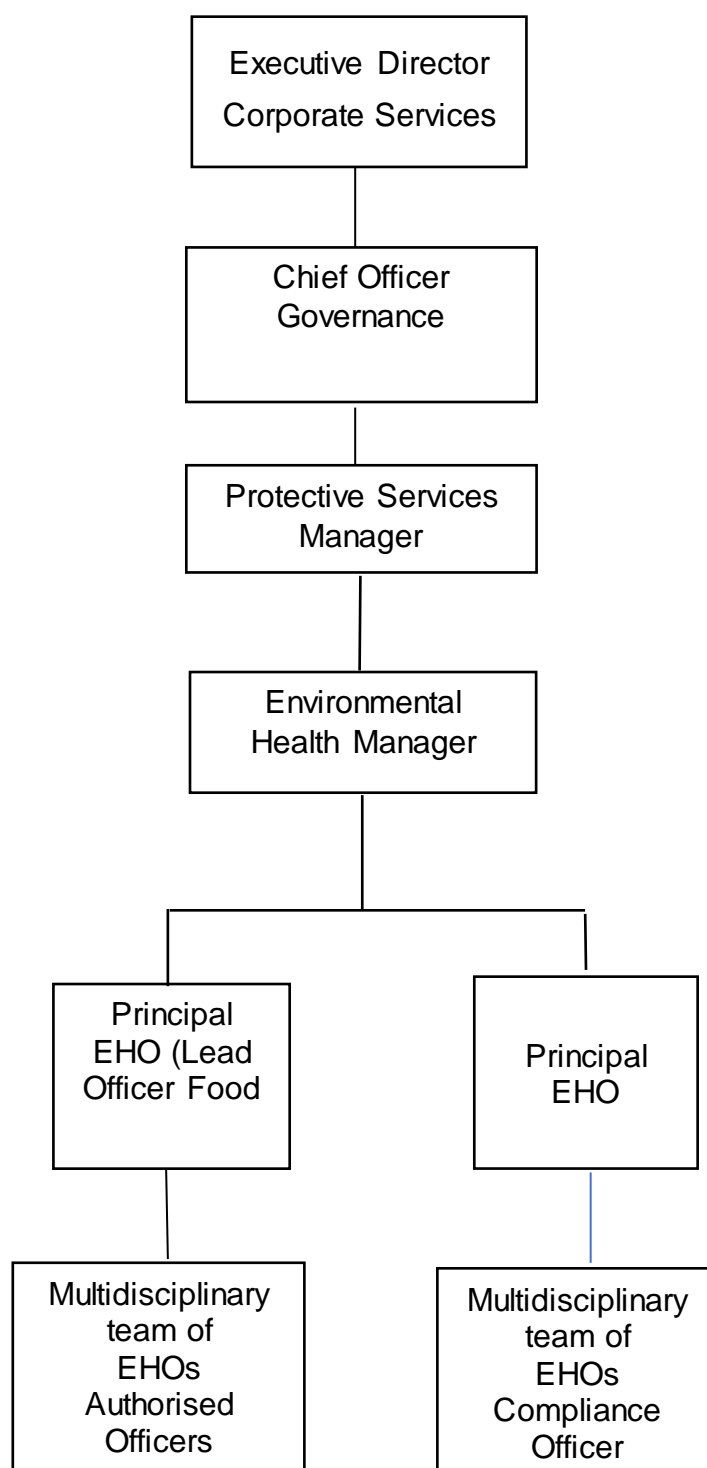 Executive Director
Corporate Services
Chief Officer
Governance
Protective Services
Manager
Environmental
Health Manager
Principal
EHO (Lead
Officer Food
Principal
EHO
Multidisciplinary
team of
EHOs
Authorised
Officers
Multidisciplinary
team of
EHOs
Compliance
Officer